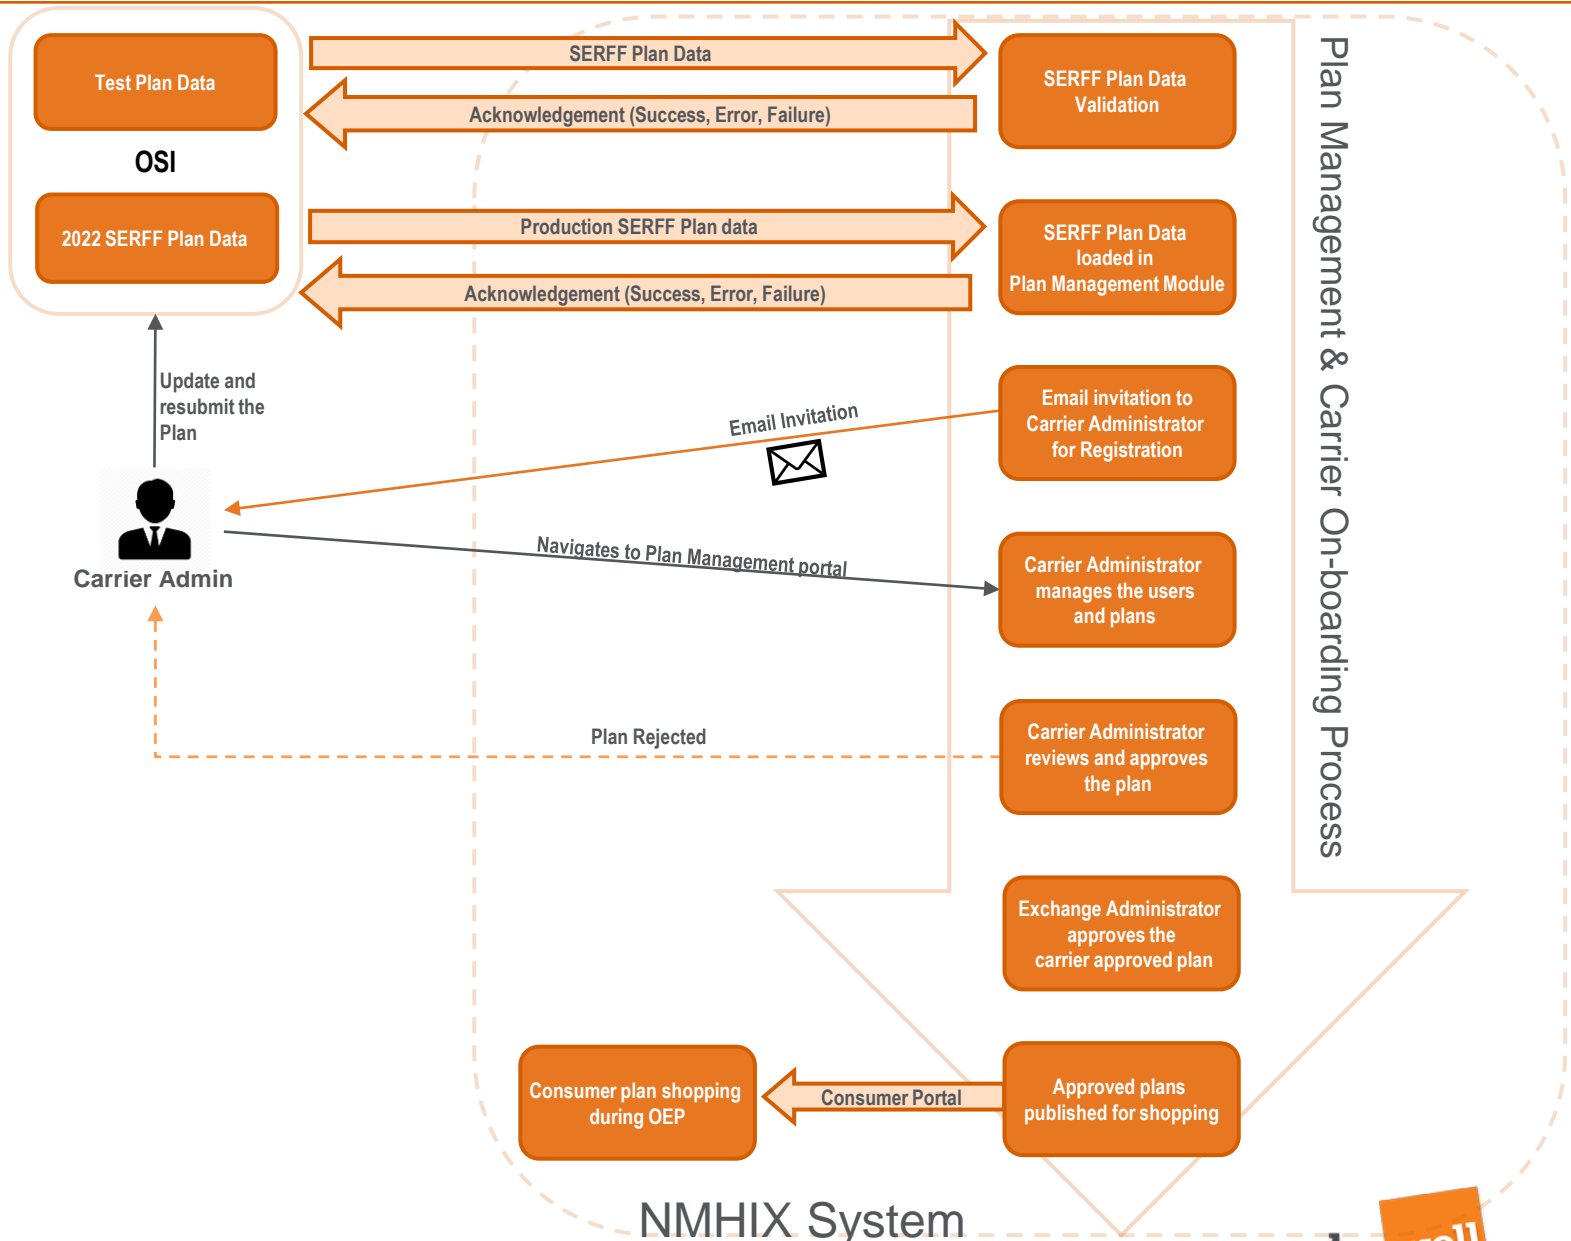 Test Plan Data
OSI
2022 SERFF Plan Data
SERFF Plan Data
Acknowledgement (Success, Error, Failure)
Production SERFF Plan data
Acknowledgement (Success, Error, Failure)
SERFF Plan Data
Validation
SERFF Plan Data
loaded in
Plan Management Module
Update and
resubmit the
Plan
Email Invitation
Email invitation to
Carrier Administrator
for Registration
Carrier Admin
Navigates to Plan Management portal
Carrier Administrator
manages the users
and plans
Plan Rejected
Carrier Administrator
reviews and approves
the plan
Exchange Administrator
approves the
carrier approved plan
Consumer plan shopping
during OEP
Consumer Portal
Approved plans
published for shopping
Plan Management & Carrier On-boarding Process
NMHIX System